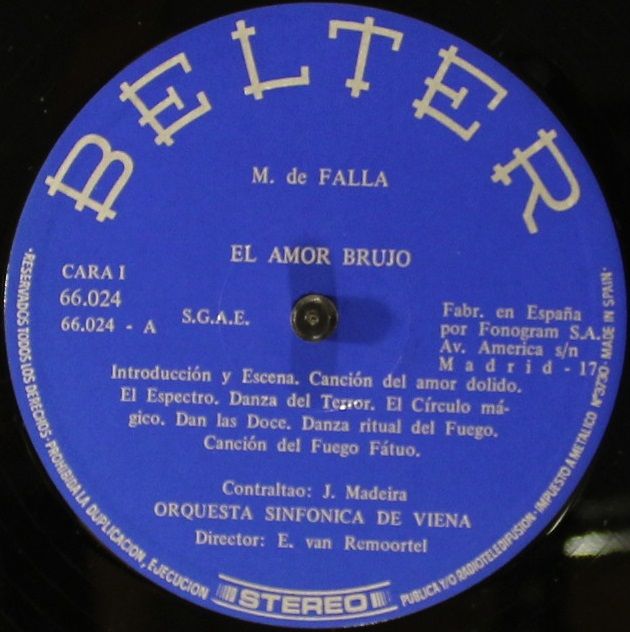 BELTER
M. de FALLA
EL AMOR BRUJO
CARA I
66.024
66.024 - A
S.G.A.E.
Fabr. en España
por Fonogram S.A.
Av. America s/n
Madrid - 17
Introducción y Escena. Canción del amor dolido.
El Espectro. Danza del Terror. El Círculo má-
gico. Dan las Doce. Danza ritual del Fuego.
Canción del Fuego Fátuo.
Contraltao: J. Madeira
ORQUESTA SINFONICA DE VIENA
Director: E. van Remoortel
STEREO
·RESERVADOS TODOS LOS DERECHOS·PROHIBIDA LA DUPLICACION, EJECUCION
PUBLICA Y/O RADIOTELEDIFUSION·IMPUESTO A METALICO Nº 3730·MADE IN SPAIN·